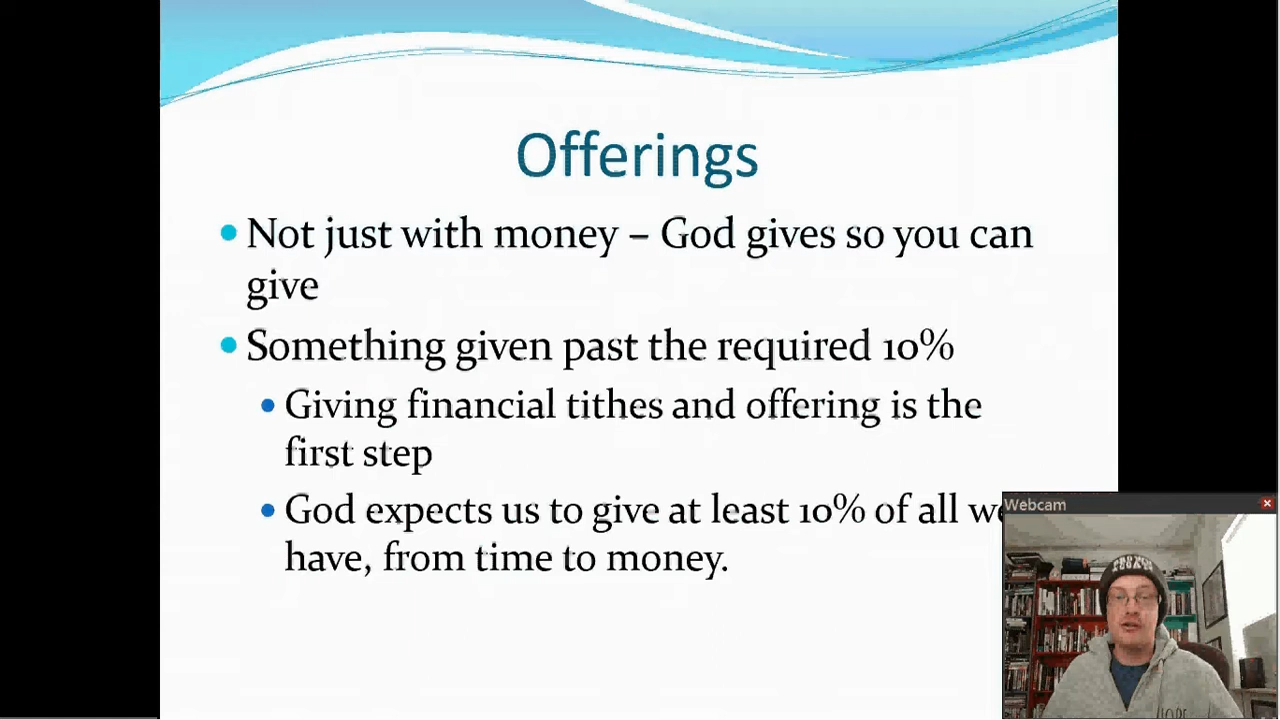 Offerings
Not just with money – God gives so you can
give
Something given past the required 10%
Giving financial tithes and offering is the
first step
God expects us to give at least 10% of all we
have, from time to money.
Webcam